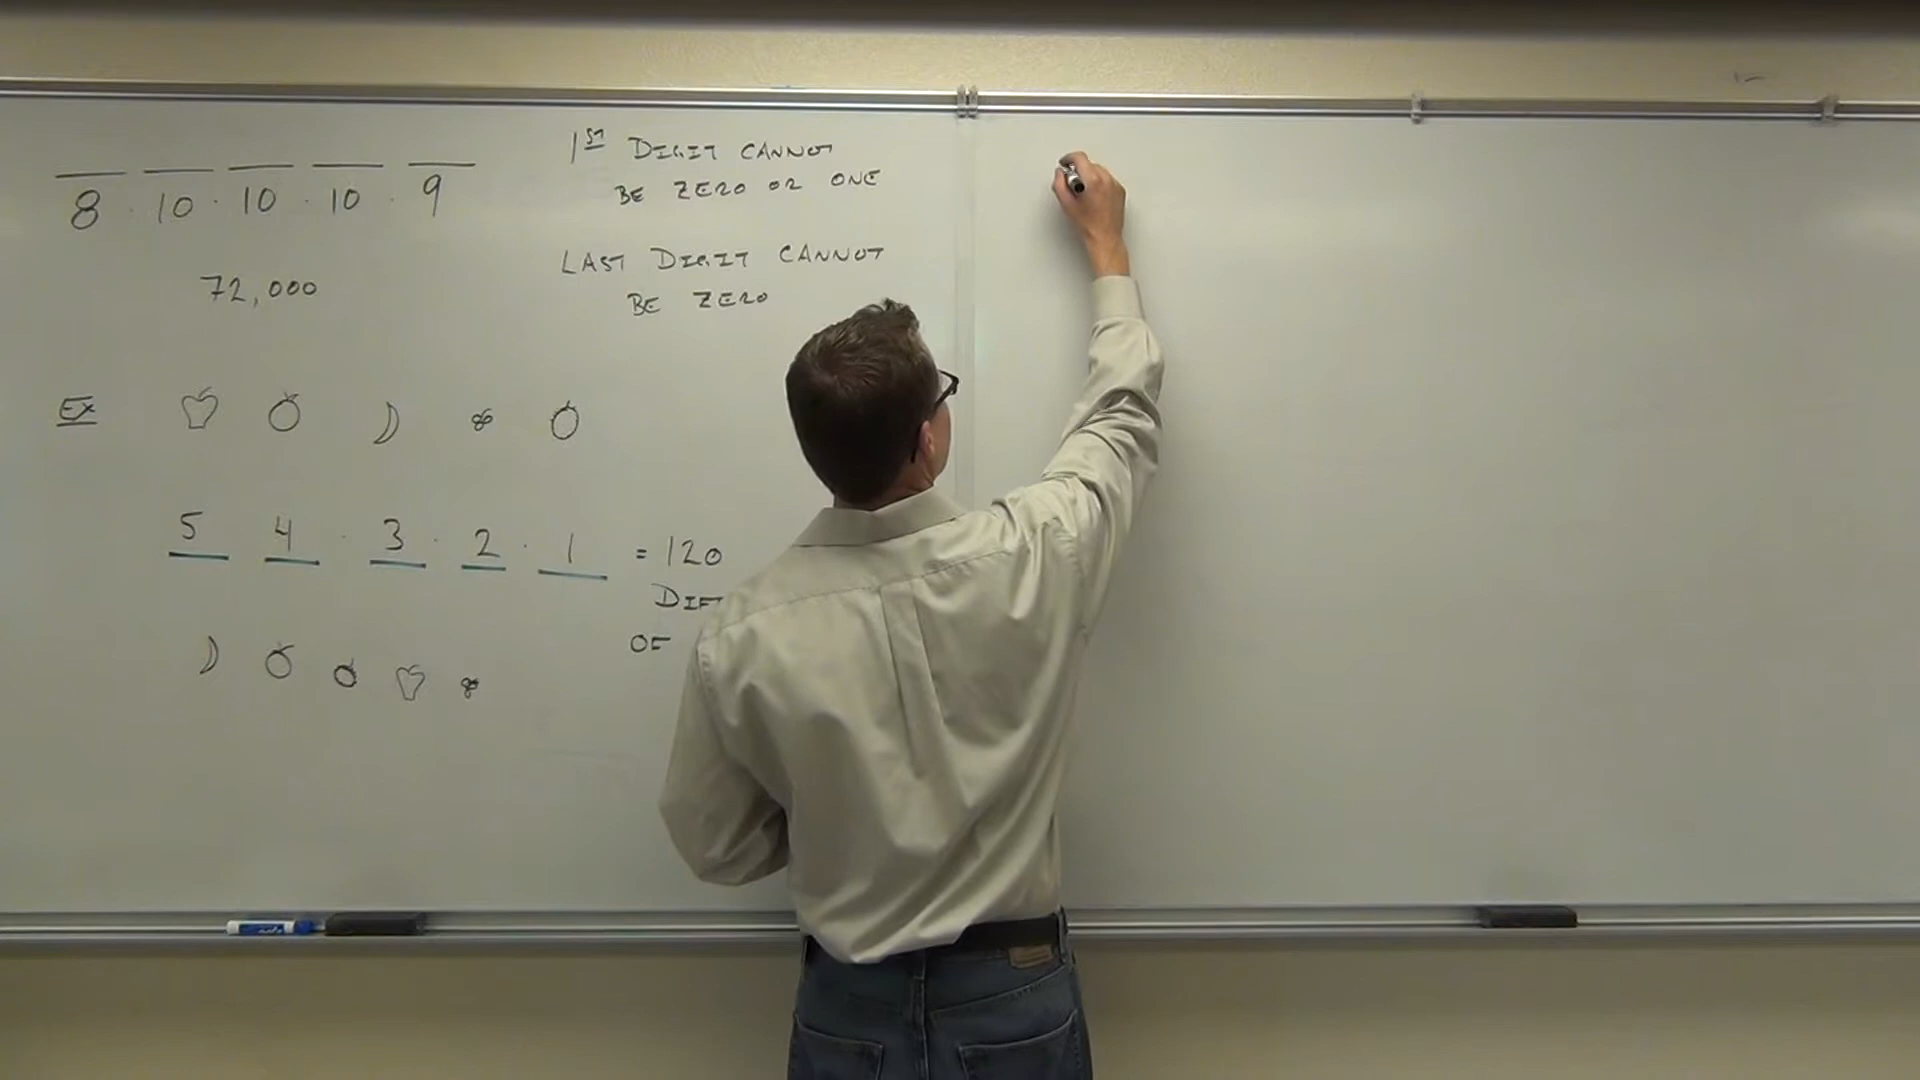 8 · 10 · 10 · 10 · 9
72,000
1ST DIGIT CANNOT
BE ZERO OR ONE
LAST DIGIT CANNOT
BE ZERO
EX
5 4 · 3 · 2 · 1 = 120
OF